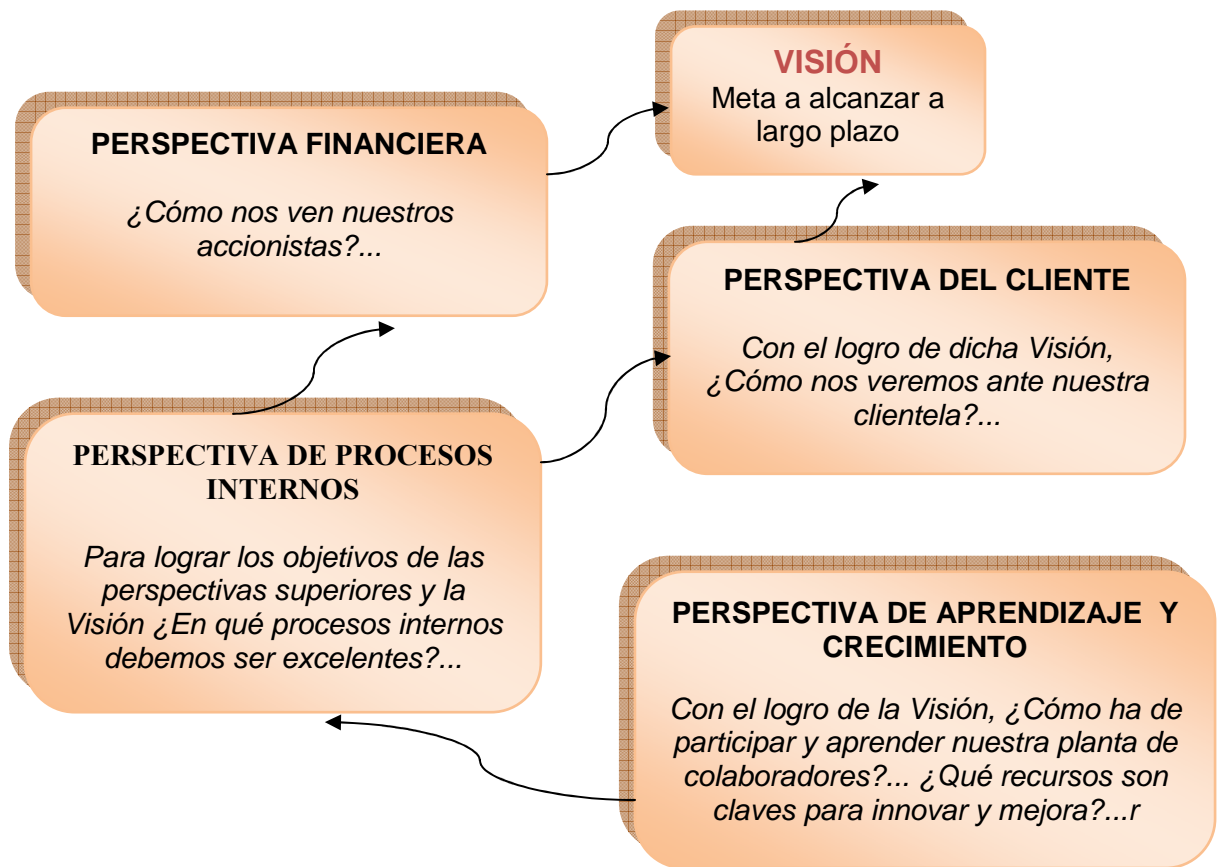 VISIÓN
Meta a alcanzar a
largo plazo
PERSPECTIVA FINANCIERA
¿Cómo nos ven nuestros
accionistas?...
PERSPECTIVA DEL CLIENTE
Con el logro de dicha Visión,
¿Cómo nos veremos ante nuestra
clientela?...
PERSPECTIVA DE PROCESOS
INTERNOS
Para lograr los objetivos de las
perspectivas superiores y la
Visión ¿En qué procesos internos
debemos ser excelentes?...
PERSPECTIVA DE APRENDIZAJE Y
CRECIMIENTO
Con el logro de la Visión, ¿Cómo ha de
participar y aprender nuestra planta de
colaboradores?... ¿Qué recursos son
claves para innovar y mejora?...r